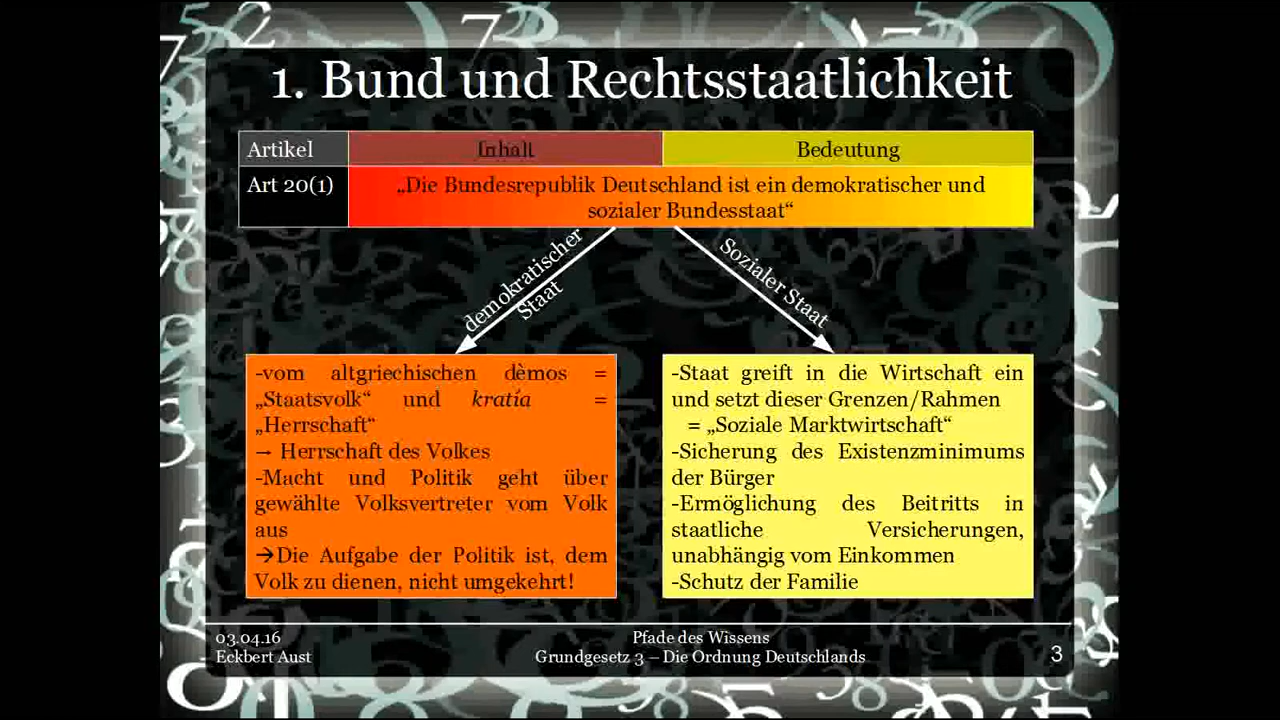 1. Bund und Rechtsstaatlichkeit
Artikel
Inhalt
Bedeutung
Art 20(1)
„Die Bundesrepublik Deutschland ist ein demokratischer und
sozialer Bundesstaat“
demokratischer
Staat
Sozialer Staat
-vom altgriechischen dèmos =
„Staatsvolk“ und kratía =
„Herrschaft“
→ Herrschaft des Volkes
-Macht und Politik geht über
gewählte Volksvertreter vom Volk
aus
→Die Aufgabe der Politik ist, dem
Volk zu dienen, nicht umgekehrt!
-Staat greift in die Wirtschaft ein
und setzt dieser Grenzen/Rahmen
= „Soziale Marktwirtschaft“
-Sicherung des Existenzminimums
der Bürger
-Ermöglichung des Beitritts in
staatliche Versicherungen,
unabhängig vom Einkommen
-Schutz der Familie
03.04.16
Eckbert Aust
Pfade des Wissens
Grundgesetz 3 – Die Ordnung Deutschlands
3